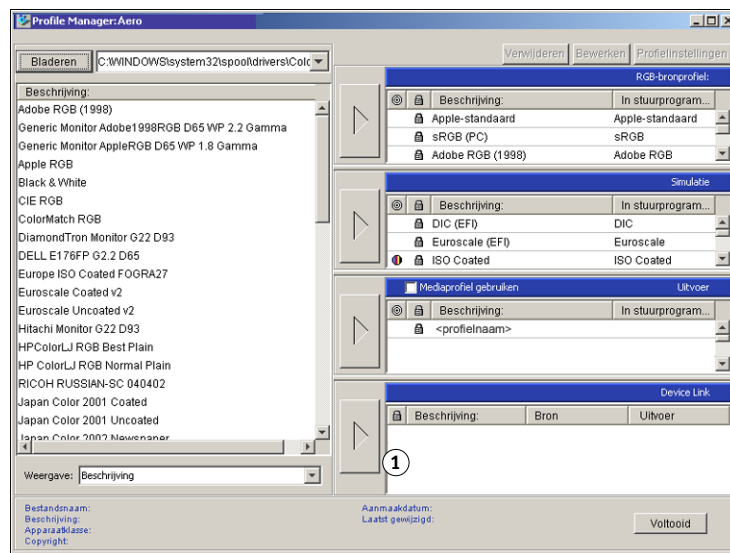 Profile Manager: Aero
Bladeren
C:\WINDOWS\system32\spool\drivers\Colc
Verwijderen
Bewerken
Profielinstellingen
Beschrijving:
Adobe RGB (1998)
Generic Monitor Adobe1998RGB D65 WP 2.2 Gamma
Generic Monitor AppleRGB D65 WP 1.8 Gamma
Apple RGB
Black & White
CIE RGB
ColorMatch RGB
DiamondTron Monitor G22 D93
DELL E176FP G2.2 D65
Europe ISO Coated FOGRA27
Euroscale Coated v2
Euroscale Uncoated v2
Hitachi Monitor G22 D93
HPColorLJ RGB Best Plain
HP ColorLJ RGB Normal Plain
RICOH RUSSIAN-SC 040402
Japan Color 2001 Coated
Japan Color 2001 Uncoated
Japan Color 2002 Newspaper
Weergave:
Beschrijving
RGB-bronprofiel:
Beschrijving: In stuurprogram...
Apple-standaard Apple-standaard
sRGB (PC) sRGB
Adobe RGB (1998) Adobe RGB
Simulatie
Beschrijving: In stuurprogram...
DIC (EFI) DIC
Euroscale (EFI) Euroscale
ISO Coated ISO Coated
Mediaprofiel gebruiken Uitvoer
Beschrijving: In stuurprogram...
<profielnaam>
Device Link
Beschrijving: Bron Uitvoer
1
Bestandsnaam:
Beschrijving:
Apparaatklasse:
Copyright:
Aanmaakdatum:
Laatst gewijzigd:
Voltooid